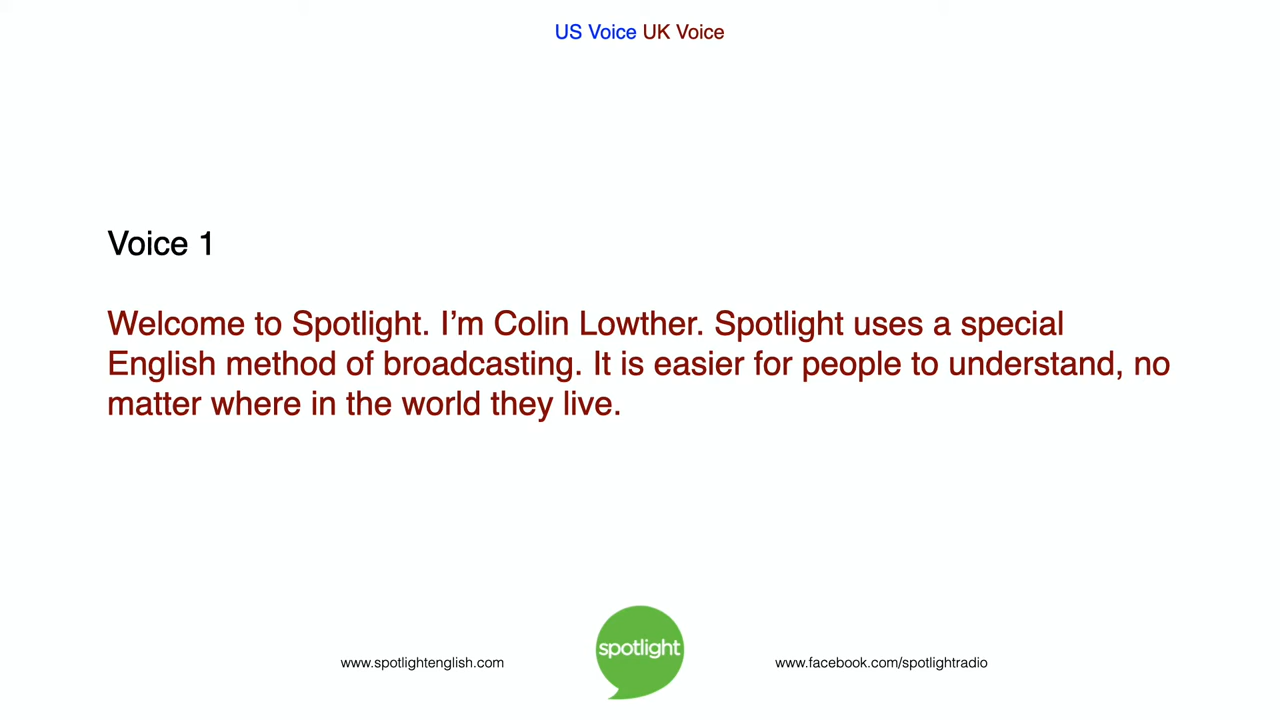 US Voice UK Voice
Voice 1
Welcome to Spotlight. I’m Colin Lowther. Spotlight uses a special
English method of broadcasting. It is easier for people to understand, no
matter where in the world they live.
spotlight
www.spotlightenglish.com
www.facebook.com/spotlightradio